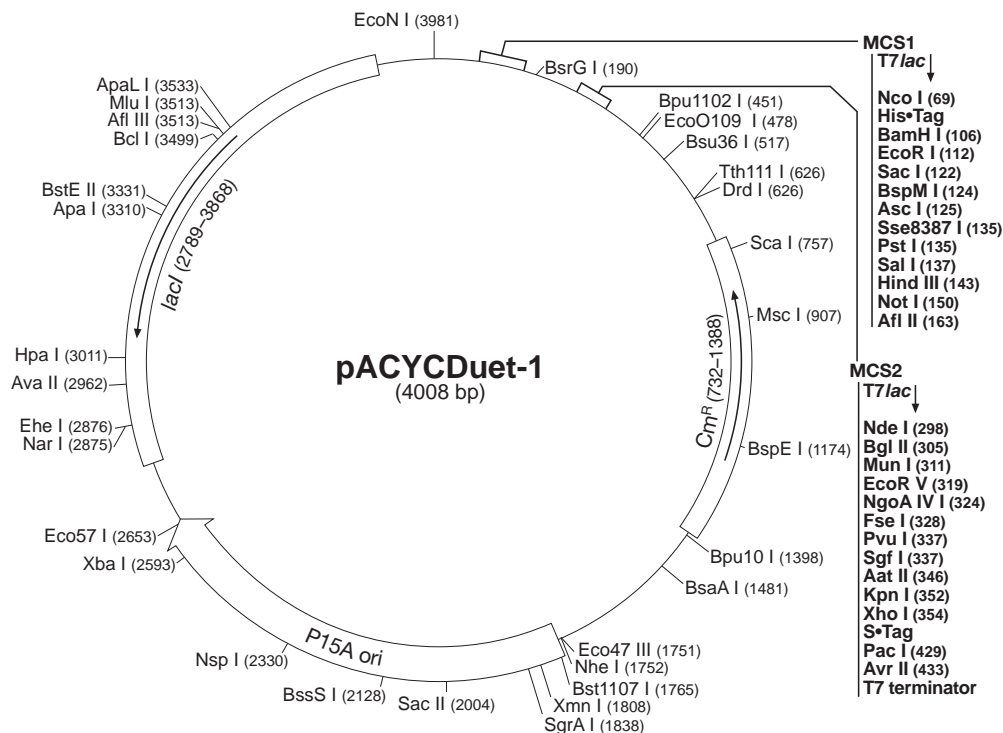 EcoN I (3981)
ApaL I (3533)
Mlu I (3513)
Afl III (3513)
Bcl I (3499)
BstE II (3331)
Apa I (3310)
lacI (2789–3868)
Hpa I (3011)
Ava II (2962)
Ehe I (2876)
Nar I (2875)
Eco57 I (2653)
Xba I (2593)
P15A ori
Nsp I (2330)
BssS I (2128)
Sac II (2004)
SgrA I (1838)
Xmn I (1808)
Bst1107 I (1765)
Nhe I (1752)
Eco47 III (1751)
BsaA I (1481)
Bpu10 I (1398)
BspE I (1174)
CmR (732–1388)
Msc I (907)
Sca I (757)
Drd I (626)
Tth111 I (626)
Bsu36 I (517)
EcoO109 I (478)
Bpu1102 I (451)
BsrG I (190)
pACYCDuet-1
(4008 bp)
MCS1
T7lac
Nco I (69)
His•Tag
BamH I (106)
EcoR I (112)
Sac I (122)
BspM I (124)
Asc I (125)
Sse8387 I (135)
Pst I (135)
Sal I (137)
Hind III (143)
Not I (150)
Afl II (163)
MCS2
T7lac
Nde I (298)
Bgl II (305)
Mun I (311)
EcoR V (319)
NgoA IV I (324)
Fse I (328)
Pvu I (337)
Sgf I (337)
Aat II (346)
Kpn I (352)
Xho I (354)
S•Tag
Pac I (429)
Avr II (433)
T7 terminator